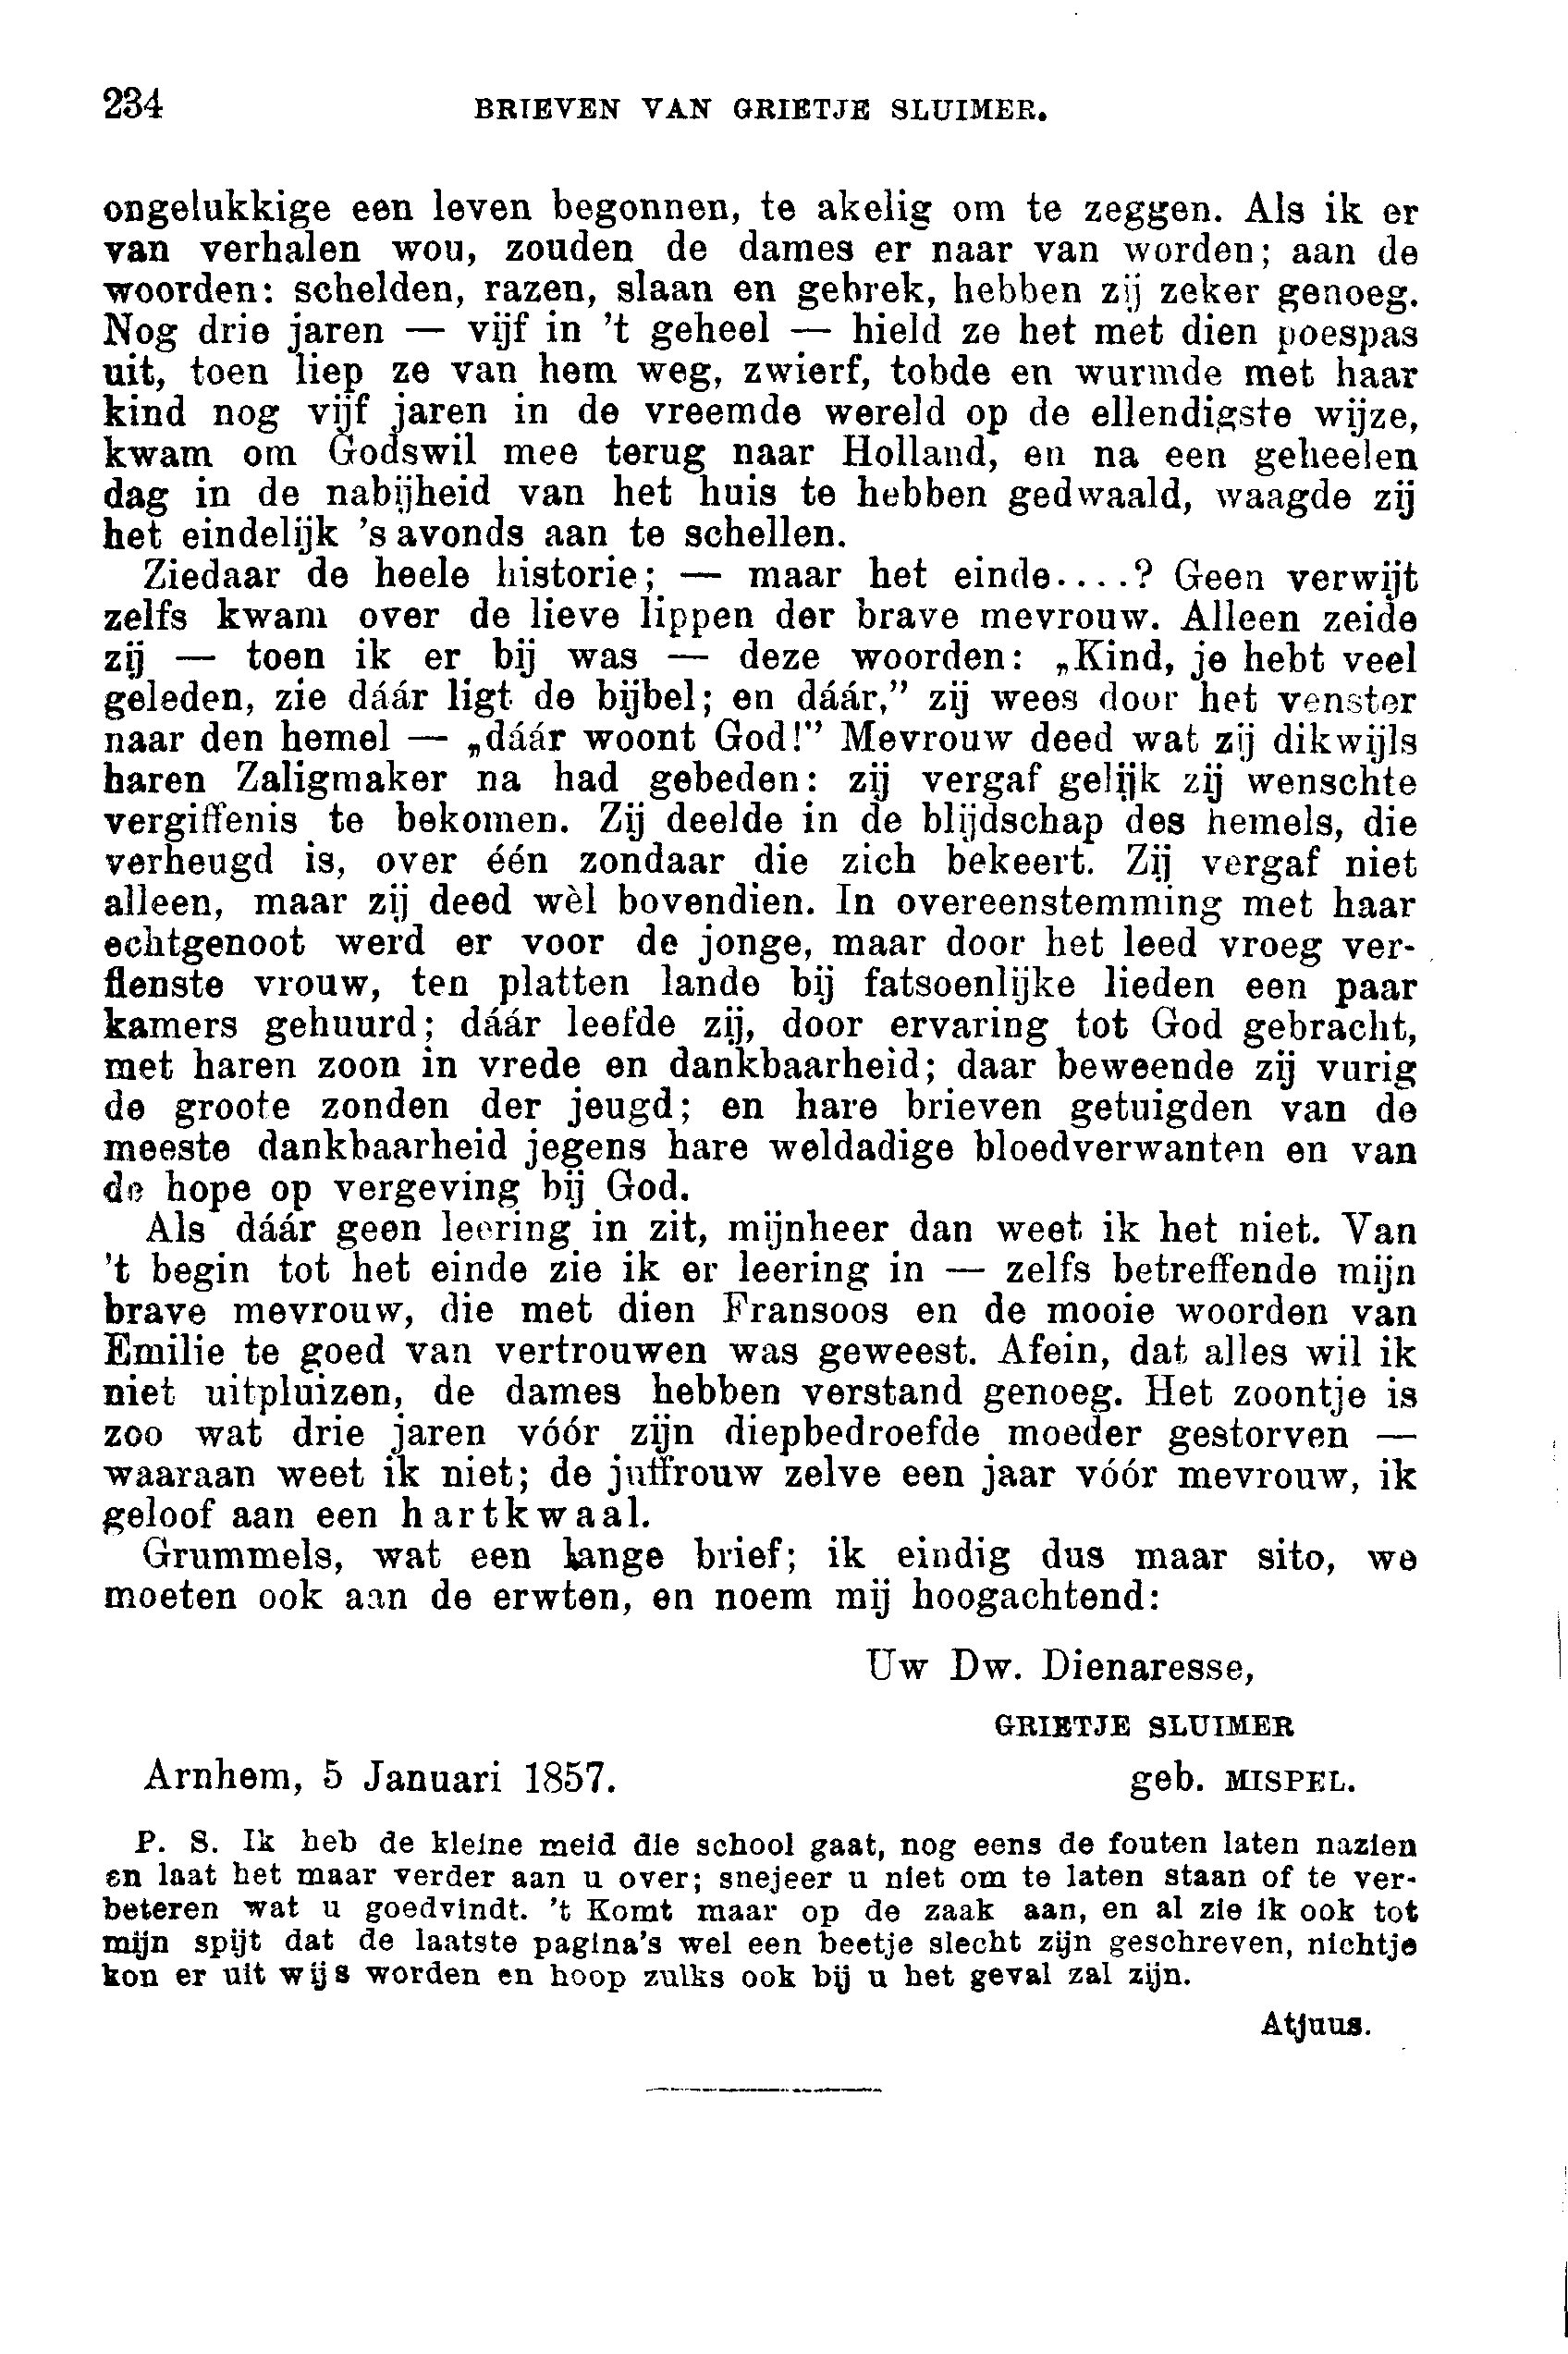 234 BRIEVEN VAN GRIETJE SLUIMER.
ongelukkige een leven begonnen, te akelig om te zeggen. Als ik er
van verhalen wou, zouden de dames er naar van worden; aan de
woorden: schelden, razen, slaan en gebrek, hebben zij zeker genoeg.
Nog drie jaren — vijf in 't geheel — hield ze het met dien poespas
uit, toen liep ze van hem weg, zwierf, tobde en wurmde met haar
kind nog vijf jaren in de vreemde wereld op de ellendigste wijze,
kwam om Godswil mee terug naar Holland, en na een geheelen
dag in de nabijheid van het huis te hebben gedwaald, waagde zij
het eindelijk 's avonds aan te schellen.
Ziedaar de heele historie; — maar het einde....? Geen verwijt
zelfs kwam over de lieve lippen der brave mevrouw. Alleen zeide
zij — toen ik er bij was — deze woorden: „Kind, je hebt veel
geleden, zie dáár ligt de bijbel; en dáár,” zij wees door het venster
naar den hemel — „dáár woont God!” Mevrouw deed wat zij dikwijls
haren Zaligmaker na had gebeden: zij vergaf gelijk zij wenschte
vergiffenis te bekomen. Zij deelde in de blijdschap des hemels, die
verheugd is, over één zondaar die zich bekeert. Zij vergaf niet
alleen, maar zij deed wèl bovendien. In overeenstemming met haar
echtgenoot werd er voor de jonge, maar door het leed vroeg ver-
flenste vrouw, ten platten lande bij fatsoenlijke lieden een paar
kamers gehuurd; dáár leefde zij, door ervaring tot God gebracht,
met haren zoon in vrede en dankbaarheid; daar beweende zij vurig
de groote zonden der jeugd; en hare brieven getuigden van de
meeste dankbaarheid jegens hare weldadige bloedverwanten en van
de hope op vergeving bij God.
Als dáár geen leering in zit, mijnheer dan weet ik het niet. Van
't begin tot het einde zie ik er leering in — zelfs betreffende mijn
brave mevrouw, die met dien Fransoos en de mooie woorden van
Emilie te goed van vertrouwen was geweest. Afein, dat alles wil ik
niet uitpluizen, de dames hebben verstand genoeg. Het zoontje is
zoo wat drie jaren vóór zijn diepbedroefde moeder gestorven —
waaraan weet ik niet; de juffrouw zelve een jaar vóór mevrouw, ik
geloof aan een hartkwaal.
Grummels, wat een lange brief; ik eindig dus maar sito, we
moeten ook aan de erwten, en noem mij hoogachtend:
Uw Dw. Dienaresse,
GRIETJE SLUIMER
Arnhem, 5 Januari 1857. geb. MISPEL.
P. S. Ik heb de kleine meid die school gaat, nog eens de fouten laten nazien
en laat het maar verder aan u over; snejeer u niet om te laten staan of te ver-
beteren wat u goedvindt. 't Komt maar op de zaak aan, en al zie ik ook tot
mijn spijt dat de laatste pagina's wel een beetje slecht zijn geschreven, nichtje
kon er uit wijs worden en hoop zulks ook bij u het geval zal zijn.
Atjuus.